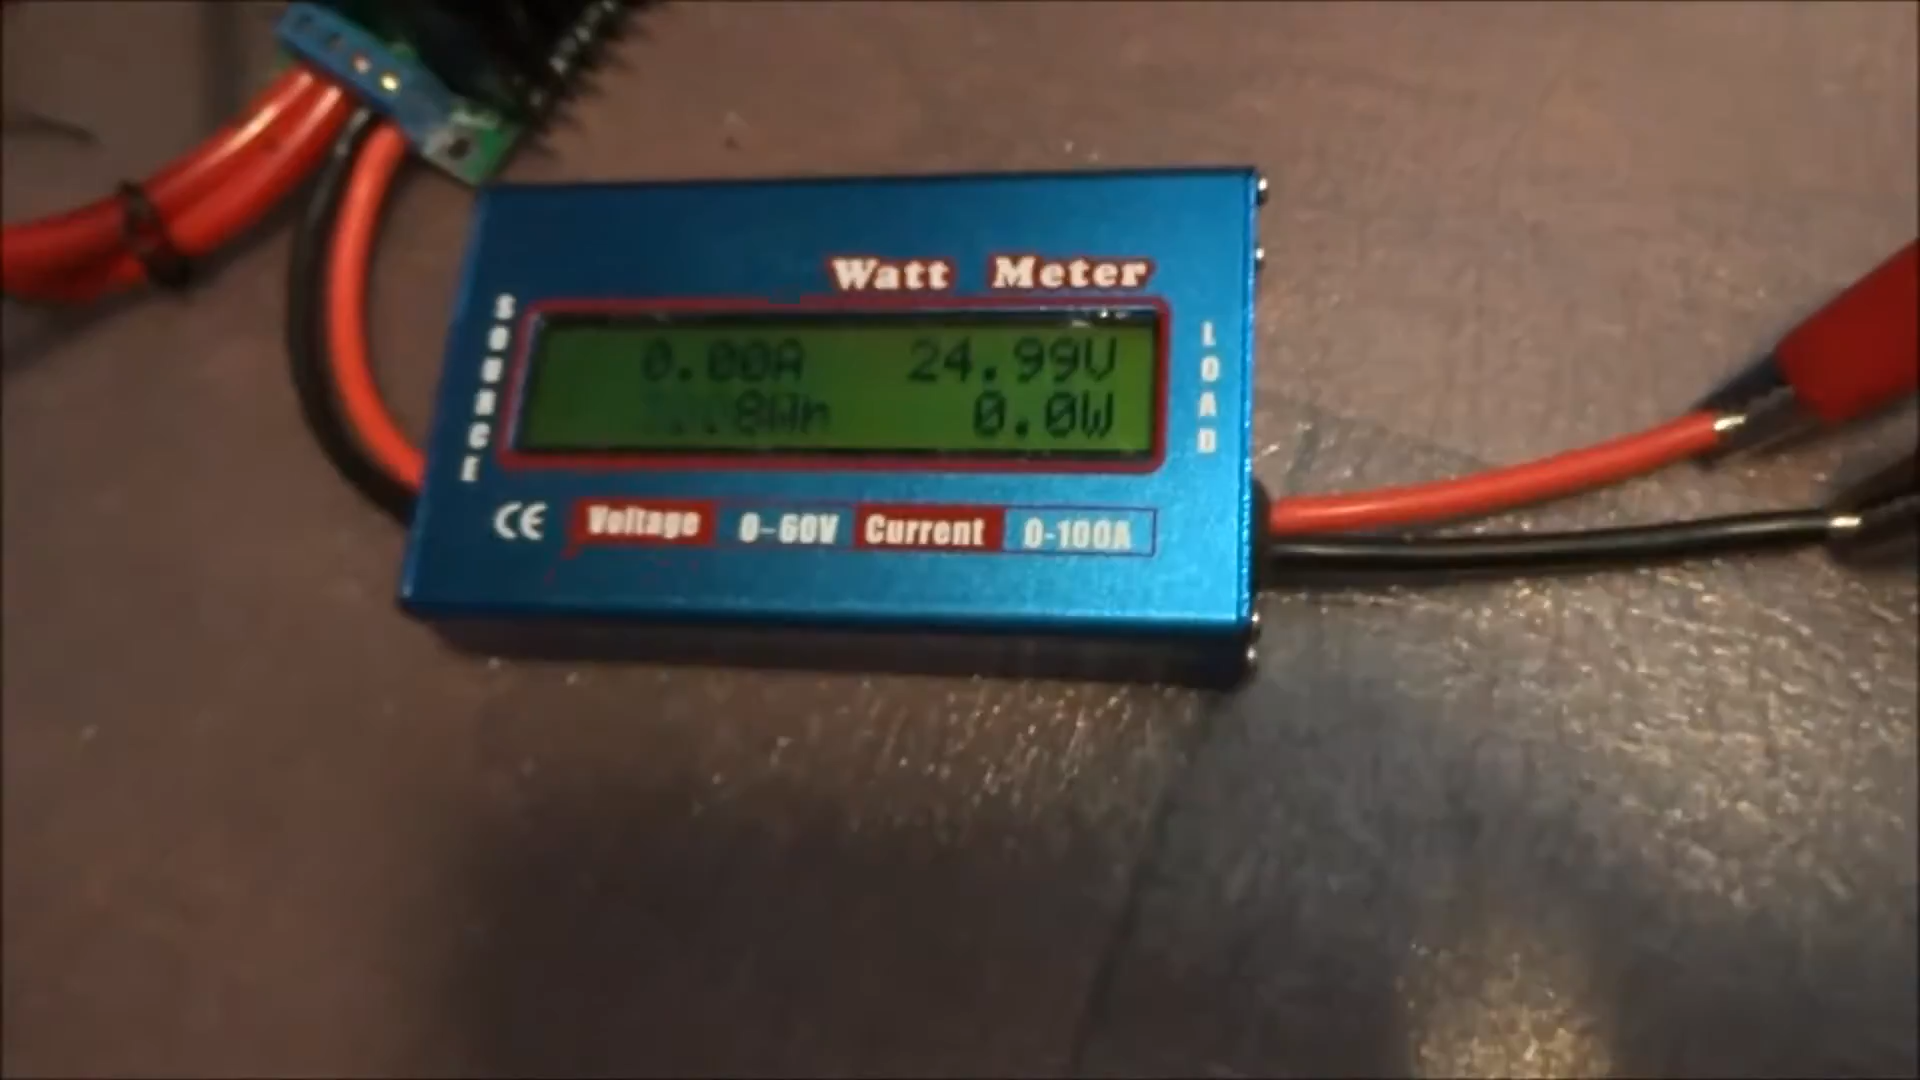 Watt Meter
SOURCE
0.00A 24.99V
0.0W
LOAD
CE Voltage 0-60V Current 0-100A